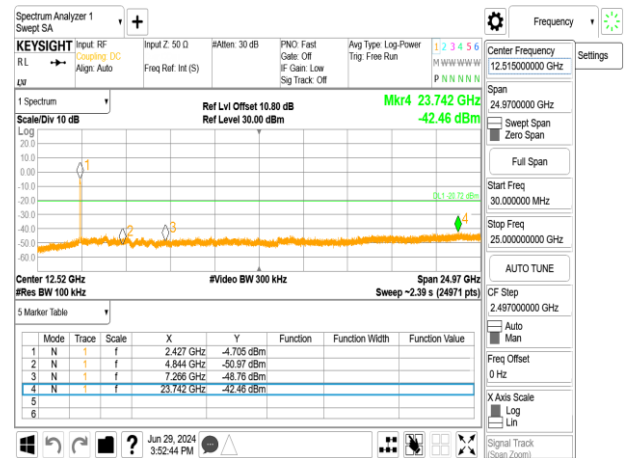 Spectrum Analyzer 1
Swept SA
Frequency
Settings
KEYSIGHT
Input: RF
Coupling: DC
Align: Auto
Input Z: 50 Ω
Freq Ref: Int (S)
#Atten: 30 dB
PNO: Fast
Gate: Off
IF Gain: Low
Sig Track: Off
Avg Type: Log-Power
Trig: Free Run
1 2 3 4 5 6
M W W W W W
P N N N N N
RL
LXI
1 Spectrum
Scale/Div 10 dB
Ref Lvl Offset 10.80 dB
Ref Level 30.00 dBm
Mkr4 23.742 GHz
-42.46 dBm
Log
20.0
10.0
0.00
-10.0
-20.0
-30.0
-40.0
-50.0
-60.0
1
2
3
4
DL1 -20.72 dBm
Center 12.52 GHz
#Video BW 300 kHz
Span 24.97 GHz
#Res BW 100 kHz
Sweep ~2.39 s (24971 pts)
5 Marker Table
Mode Trace Scale X Y Function Function Width Function Value
1 N 1 f 2.427 GHz -4.705 dBm
2 N 1 f 4.844 GHz -50.97 dBm
3 N 1 f 7.266 GHz -48.76 dBm
4 N 1 f 23.742 GHz -42.46 dBm
5
6
Jun 29, 2024
3:52:44 PM
Center Frequency
12.515000000 GHz
Span
24.9700000 GHz
Swept Span
Zero Span
Full Span
Start Freq
30.000000 MHz
Stop Freq
25.000000000 GHz
AUTO TUNE
CF Step
2.497000000 GHz
Auto
Man
Freq Offset
0 Hz
X Axis Scale
Log
Lin
Signal Track
(Span Zoom)